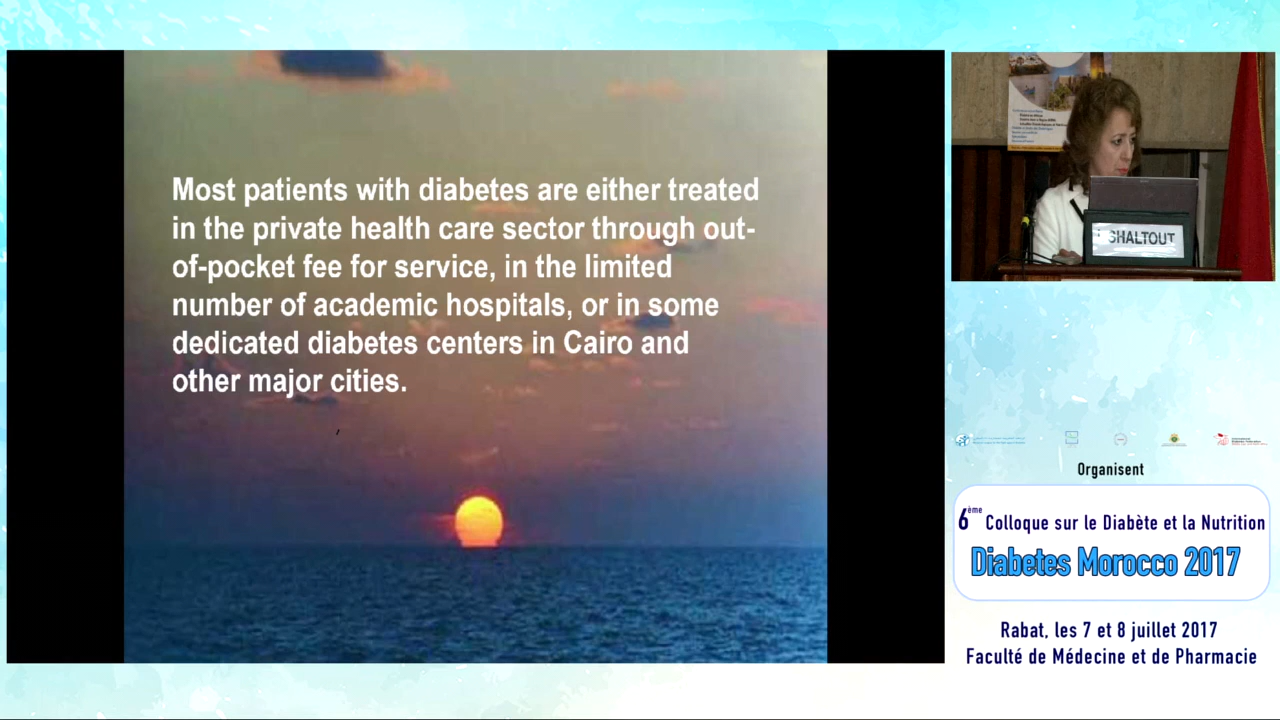 Most patients with diabetes are either treated
in the private health care sector through out-
of-pocket fee for service, in the limited
number of academic hospitals, or in some
dedicated diabetes centers in Cairo and
other major cities.
SHALTOUT
Organisent
6ème Colloque sur le Diabète et la Nutrition
Diabetes Morocco 2017
Rabat, les 7 et 8 juillet 2017
Faculté de Médecine et de Pharmacie